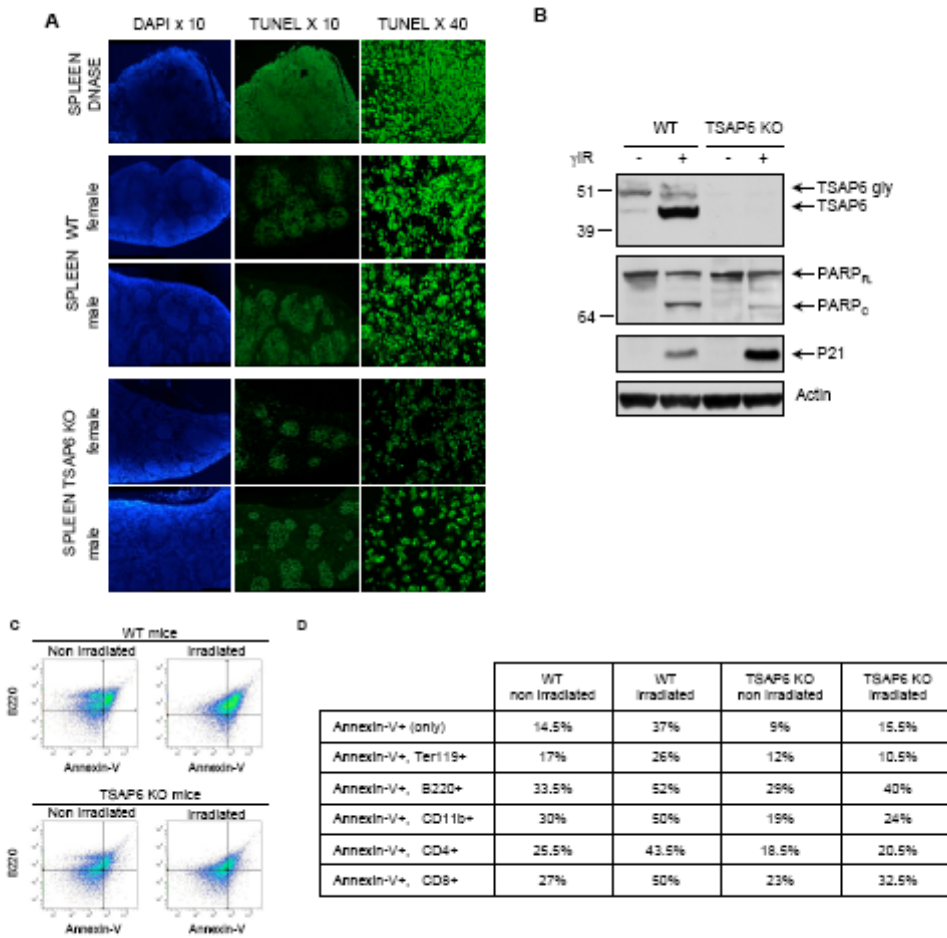 A
DAPI x 10 TUNEL X 10 TUNEL X 40
SPLEEN DNASE
SPLEEN WT
female
male
SPLEEN TSAP6 KO
female
male
B
WT TSAP6 KO
γIR - + - +
51
39
TSAP6 gly
TSAP6
64
PARP
PARP
P21
Actin
C
WT mice
Non Irradiated Irradiated
B220
Annexin-V Annexin-V
TSAP6 KO mice
Non Irradiated Irradiated
B220
Annexin-V Annexin-V
D
WT non Irradiated WT Irradiated TSAP6 KO non Irradiated TSAP6 KO Irradiated
Annexin-V+ (only) 14.5% 37% 9% 15.5%
Annexin-V+, Ter119+ 17% 26% 12% 10.5%
Annexin-V+, B220+ 33.5% 52% 29% 40%
Annexin-V+, CD11b+ 30% 50% 19% 24%
Annexin-V+, CD4+ 25.5% 43.5% 18.5% 20.5%
Annexin-V+, CD8+ 27% 50% 23% 32.5%